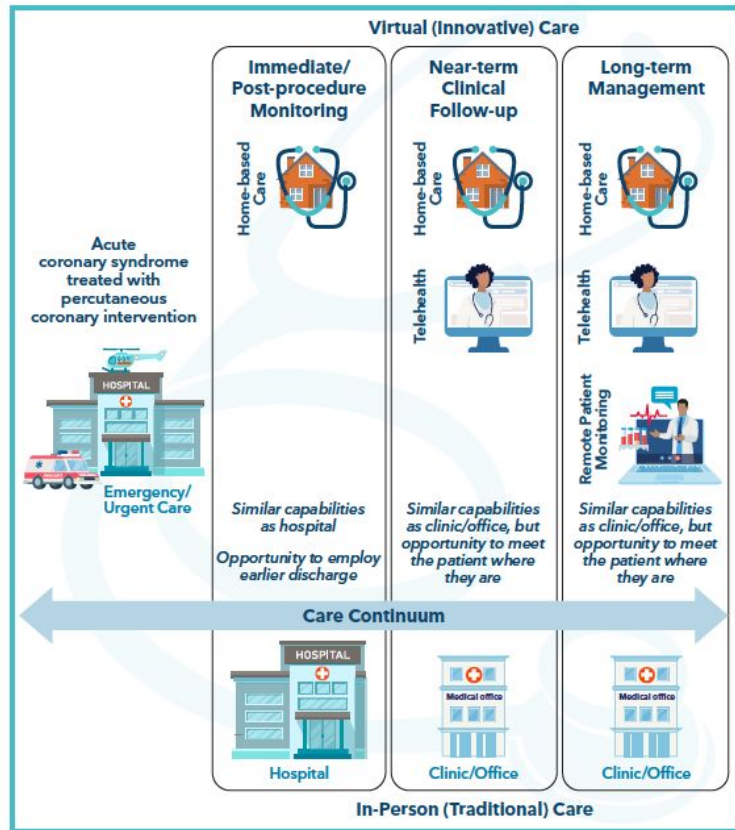 Virtual (Innovative) Care
Immediate/
Post-procedure
Monitoring
Home-based
Care
Similar capabilities
as hospital
Opportunity to employ
earlier discharge
Near-term
Clinical
Follow-up
Home-based
Care
Telehealth
Similar capabilities
as clinic/office, but
opportunity to meet
the patient where
they are
Long-term
Management
Home-based
Care
Telehealth
Remote Patient
Monitoring
Similar capabilities
as clinic/office, but
opportunity to meet
the patient where
they are
Acute
coronary syndrome
treated with
percutaneous
coronary intervention
HOSPITAL
Emergency/
Urgent Care
Care Continuum
HOSPITAL
Hospital
Medical office
Clinic/Office
Medical office
Clinic/Office
In-Person (Traditional) Care